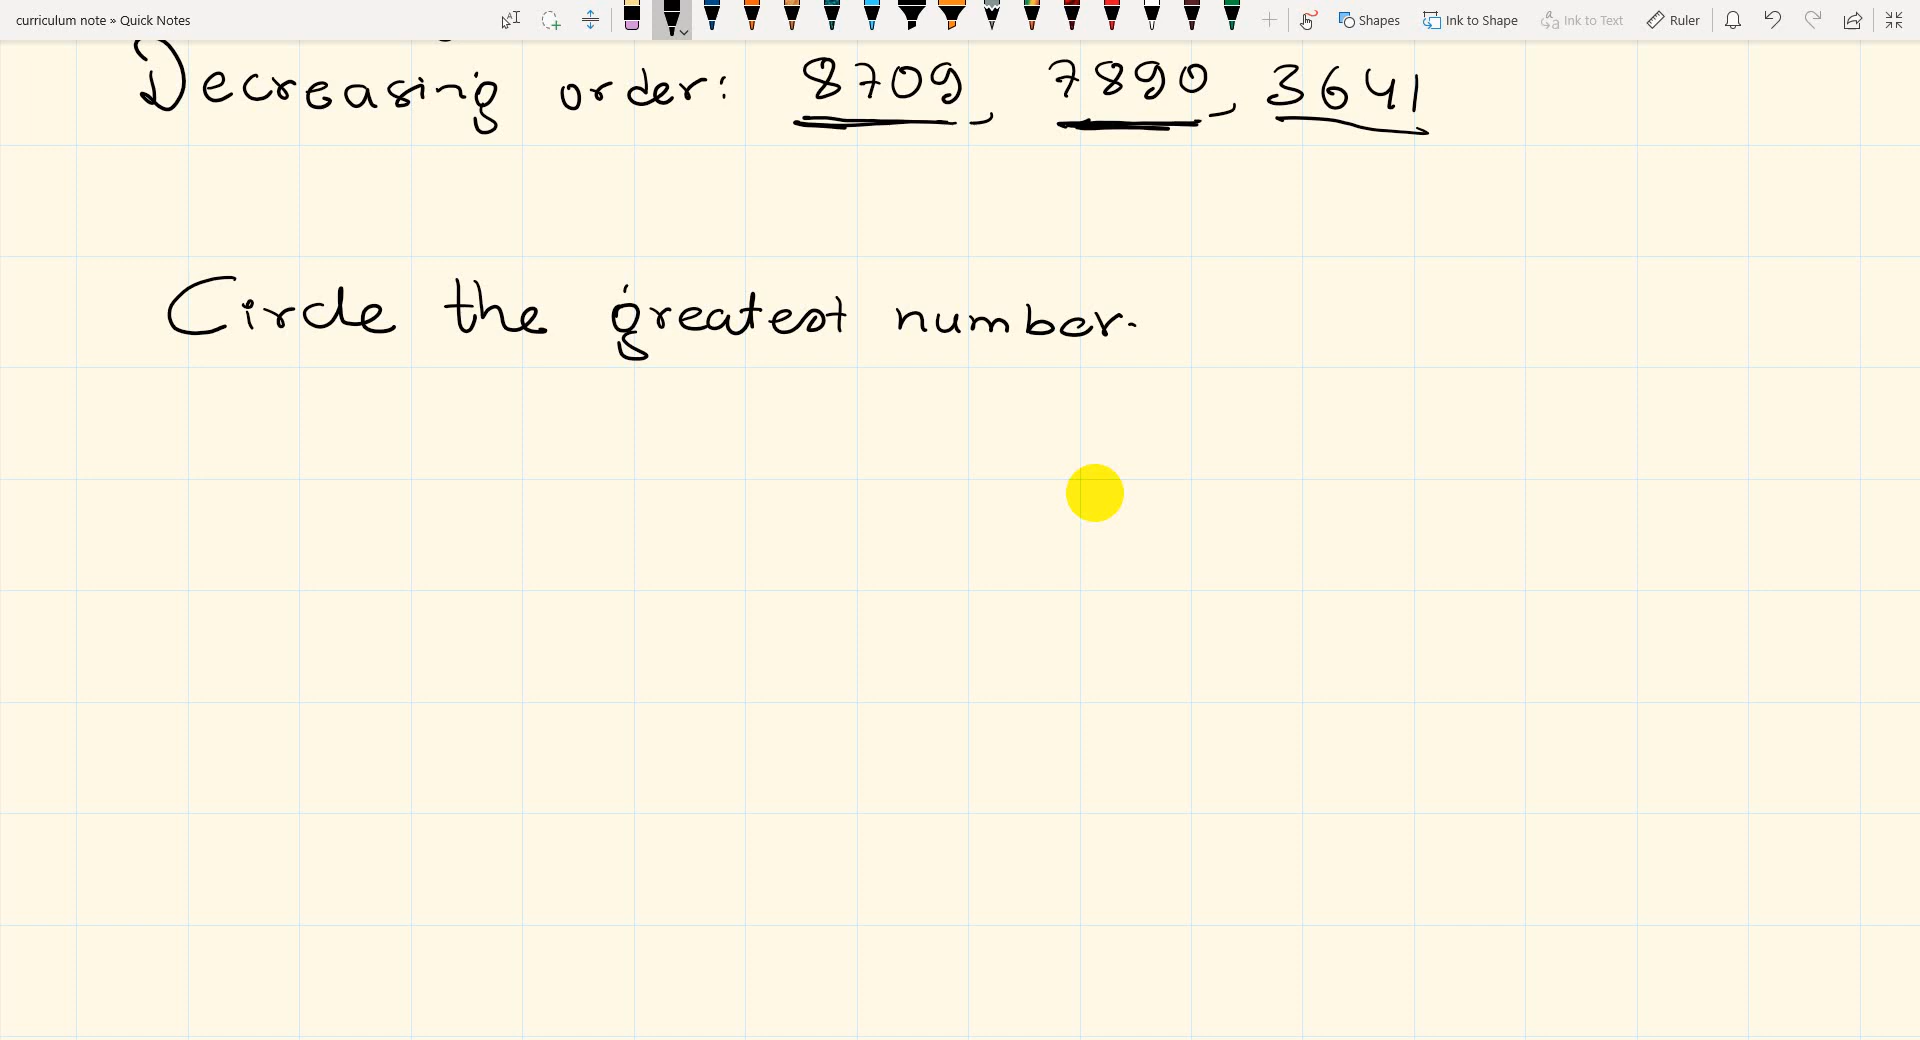 curriculum note » Quick Notes Shapes Ink to Shape Ink to Text Ruler
Decreasing order: 8709, 7890, 3641
Circle the greatest number.